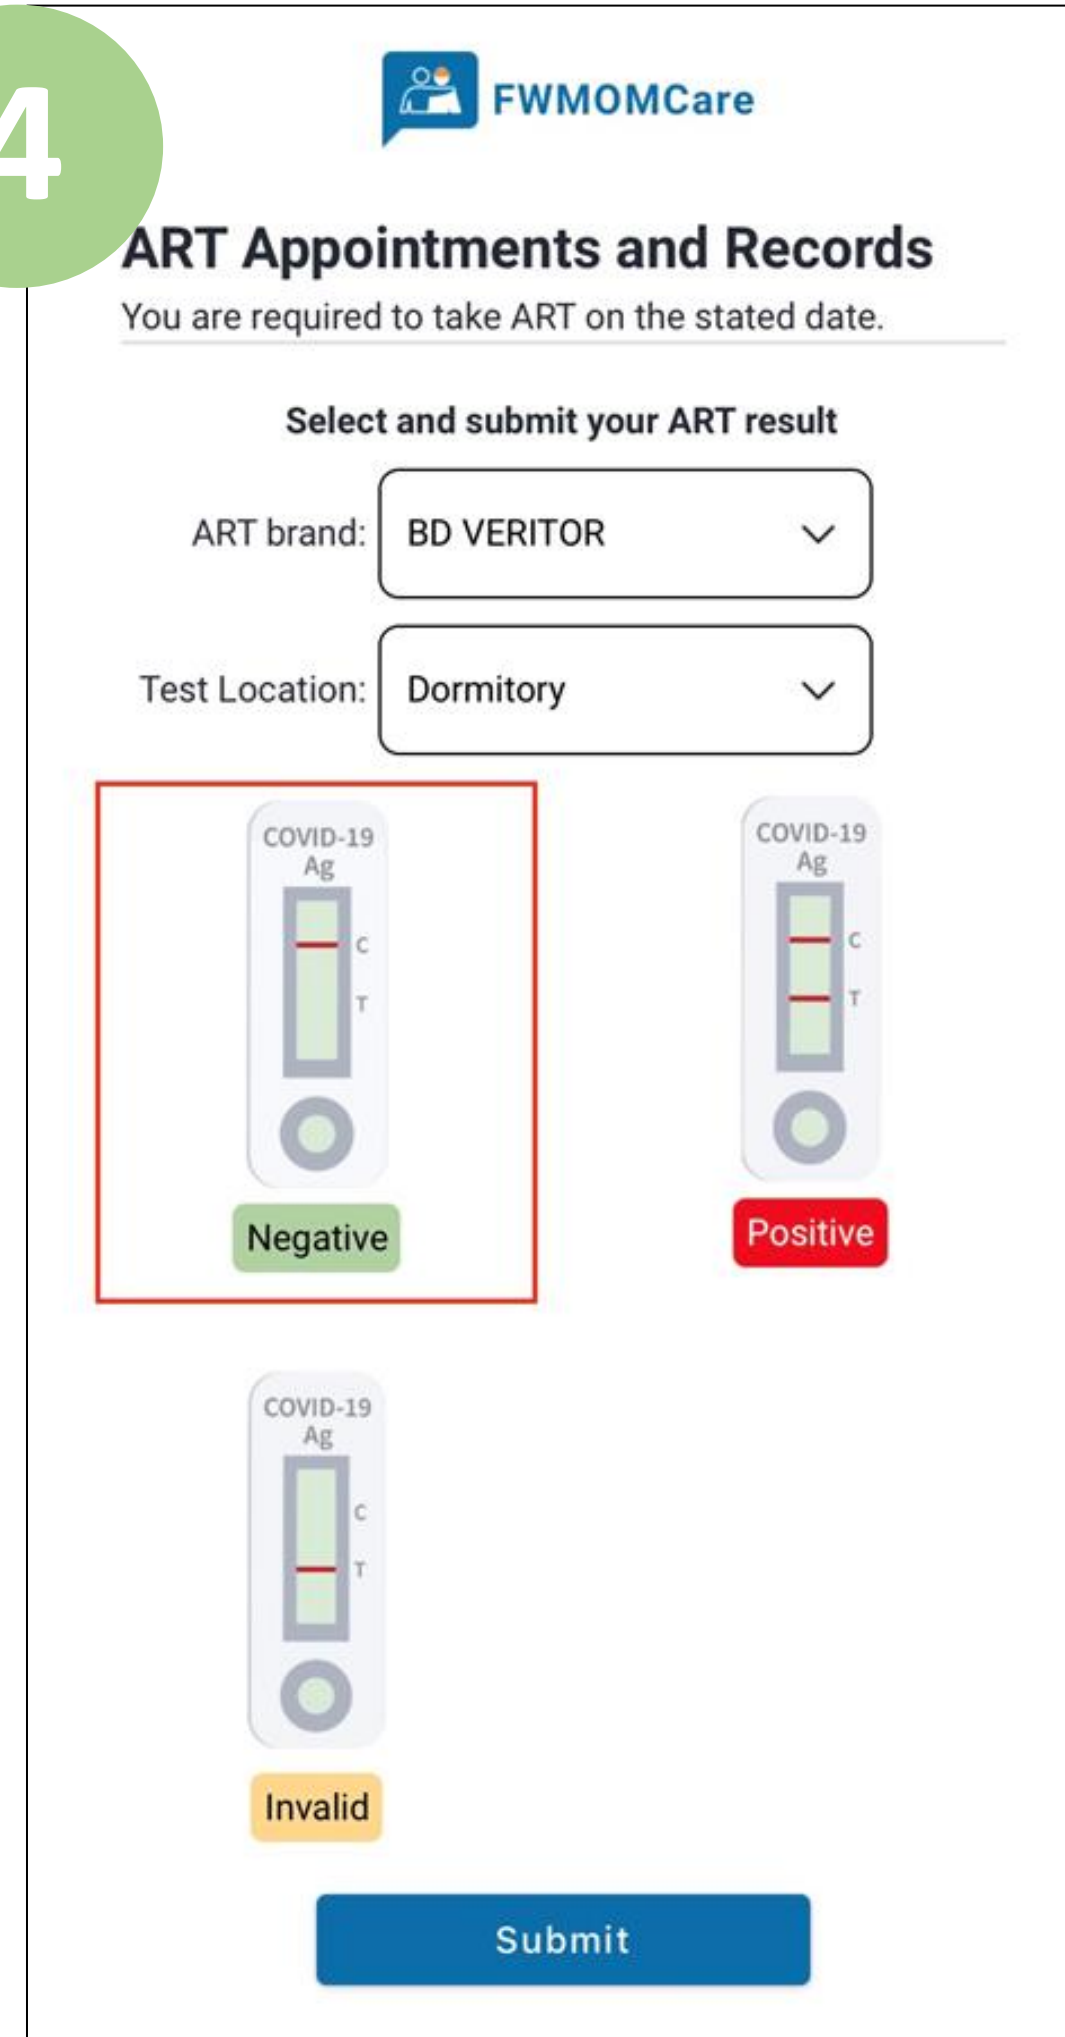 4
FWMOMCare
ART Appointments and Records
You are required to take ART on the stated date.
Select and submit your ART result
ART brand: BD VERITOR
Test Location: Dormitory
COVID-19
Ag
C
T
Negative
COVID-19
Ag
C
T
Positive
COVID-19
Ag
C
T
Invalid
Submit